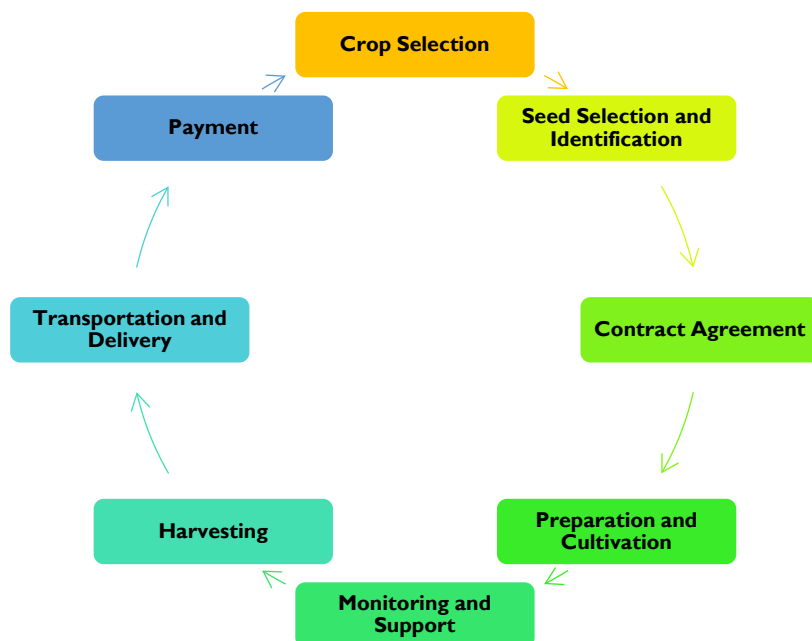 Crop Selection
Seed Selection and
Identification
Contract Agreement
Preparation and
Cultivation
Monitoring and
Support
Harvesting
Transportation and
Delivery
Payment